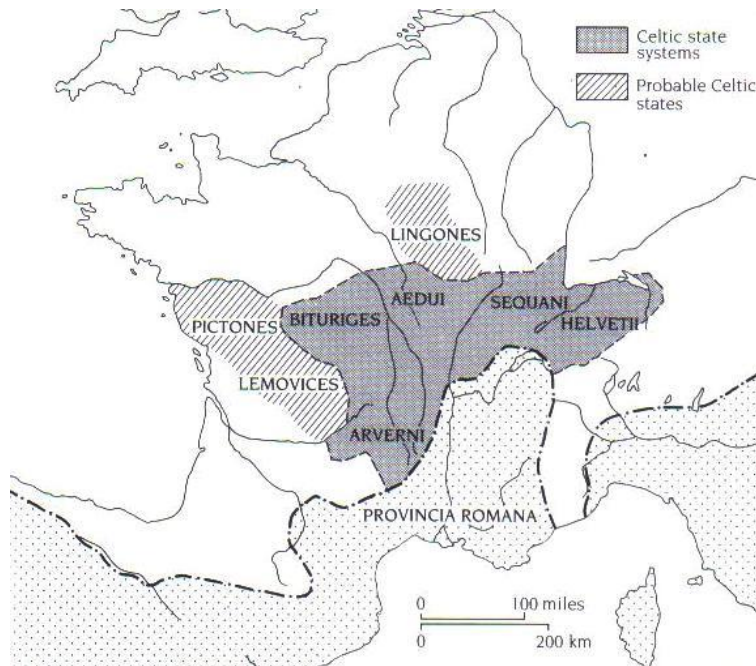 Celtic state
systems
Probable Celtic
states
LINGONES
AEDUI
SEQUANI
BITURIGES
HELVETII
PICTONES
LEMOVICES
ARVERNI
PROVINCIA ROMANA
0 100 miles
0 200 km